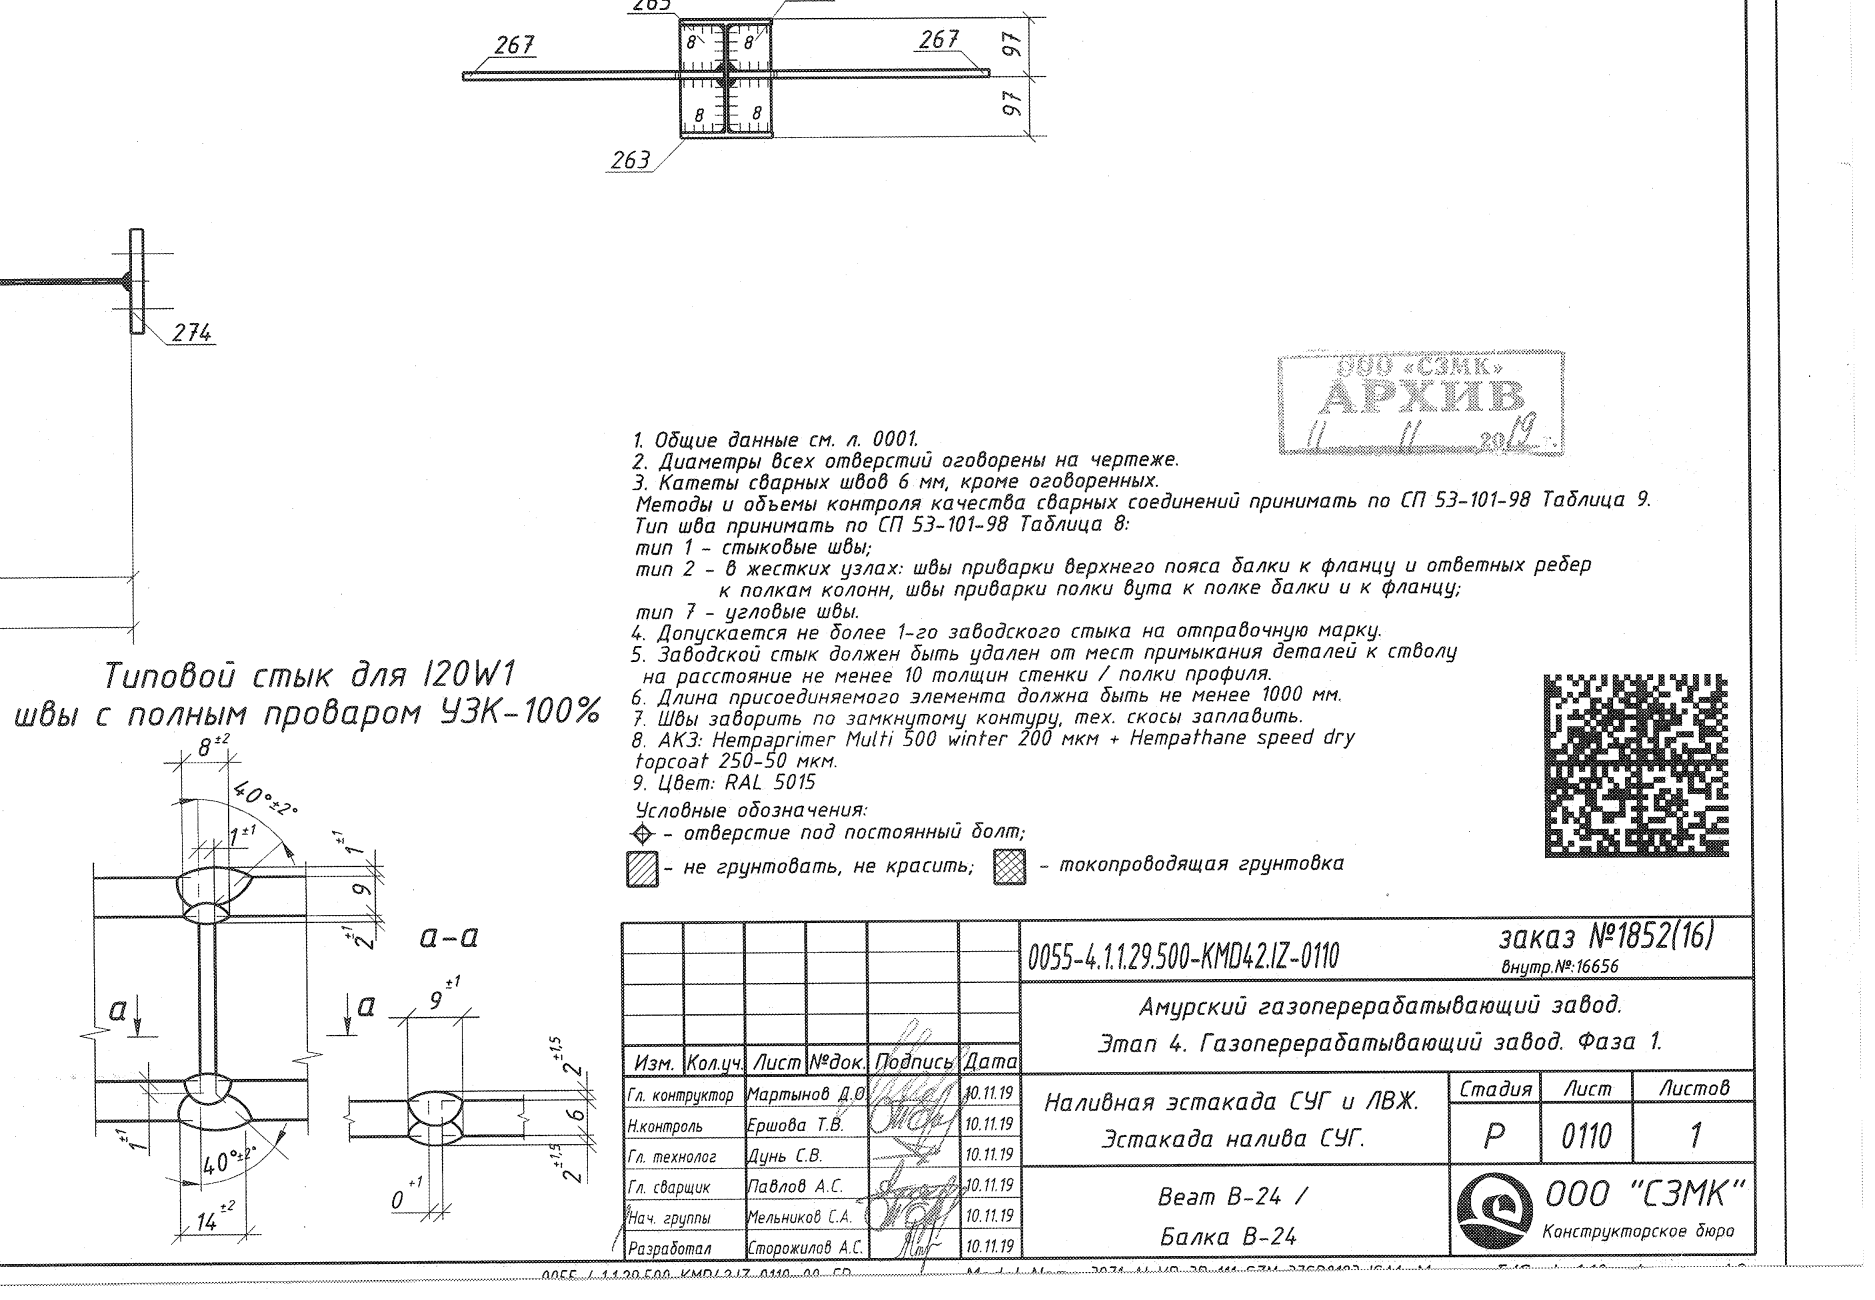 267
8
8
267
97
8
8
97
263
274
ООО «СЗМК»
АРХИВ
11 11 2019 г.
1. Общие данные см. л. 0001.
2. Диаметры всех отверстий оговорены на чертеже.
3. Катеты сварных швов 6 мм, кроме оговоренных.
Методы и объемы контроля качества сварных соединений принимать по СП 53-101-98 Таблица 9.
Тип шва принимать по СП 53-101-98 Таблица 8:
тип 1 - стыковые швы;
тип 2 - в жестких узлах: швы приварки верхнего пояса балки к фланцу и ответных ребер
к полкам колонн, швы приварки полки вута к полке балки и к фланцу;
тип 7 - угловые швы.
4. Допускается не более 1-го заводского стыка на отправочную марку.
5. Заводской стык должен быть удален от мест примыкания деталей к стволу
на расстояние не менее 10 толщин стенки / полки профиля.
6. Длина присоединяемого элемента должна быть не менее 1000 мм.
7. Швы заворить по замкнутому контуру, тех. скосы заплавить.
8. АКЗ: Hempaprimer Multi 500 winter 200 мкм + Hempathane speed dry
topcoat 250-50 мкм.
9. Цвет: RAL 5015
Условные обозначения:
- отверстие под постоянный болт;
- не грунтовать, не красить;
- токопроводящая грунтовка
Типовой стык для I20W1
швы с полным проваром УЗК-100%
8±2
40°±2°
1±1
1±1
9
2±1
а
а
1±1
40°±2°
14±2
а-а
9±1
2±1,5
6
2±1,5
0+1
0055-4.1.1.29.500-KMD42.IZ-0110
заказ №1852(16)
внутр.№:16656
Амурский газоперерабатывающий завод.
Этап 4. Газоперерабатывающий завод. Фаза 1.
Изм. Кол.уч. Лист №док. Подпись Дата
Гл. контруктор Мартынов Д.О. 10.11.19
Н.контроль Ершова Т.В. 10.11.19
Гл. технолог Дунь С.В. 10.11.19
Гл. сварщик Павлов А.С. 10.11.19
Нач. группы Мельников С.А. 10.11.19
Разработал Сторожилов А.С. 10.11.19
Наливная эстакада СУГ и ЛВЖ.
Эстакада налива СУГ.
Стадия Лист Листов
Р 0110 1
Beam B-24 /
Балка В-24
ООО "СЗМК"
Конструкторское бюро